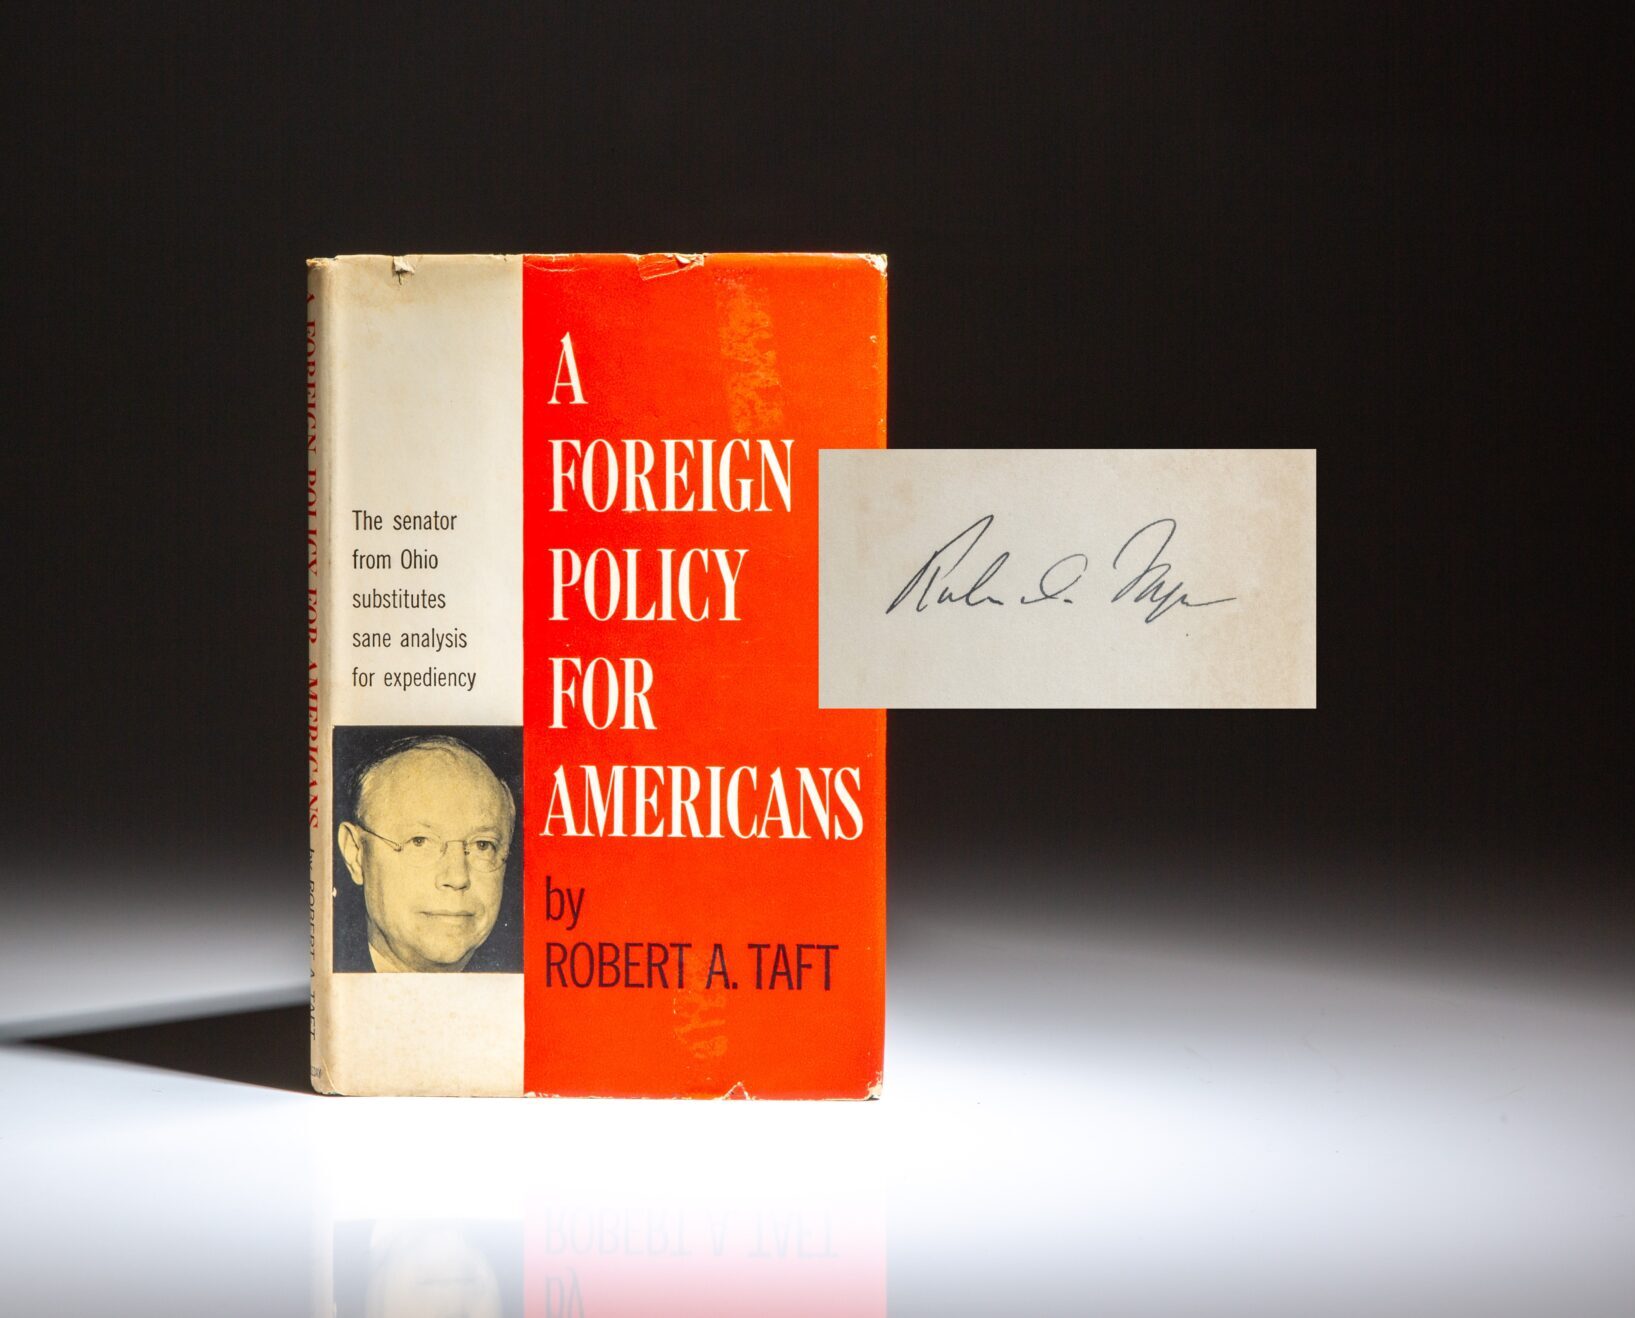 A FOREIGN POLICY FOR AMERICANS by ROBERT A. TAFT
The senator
from Ohio
substitutes
sane analysis
for expediency
A
FOREIGN
POLICY
FOR
AMERICANS
by
ROBERT A. TAFT